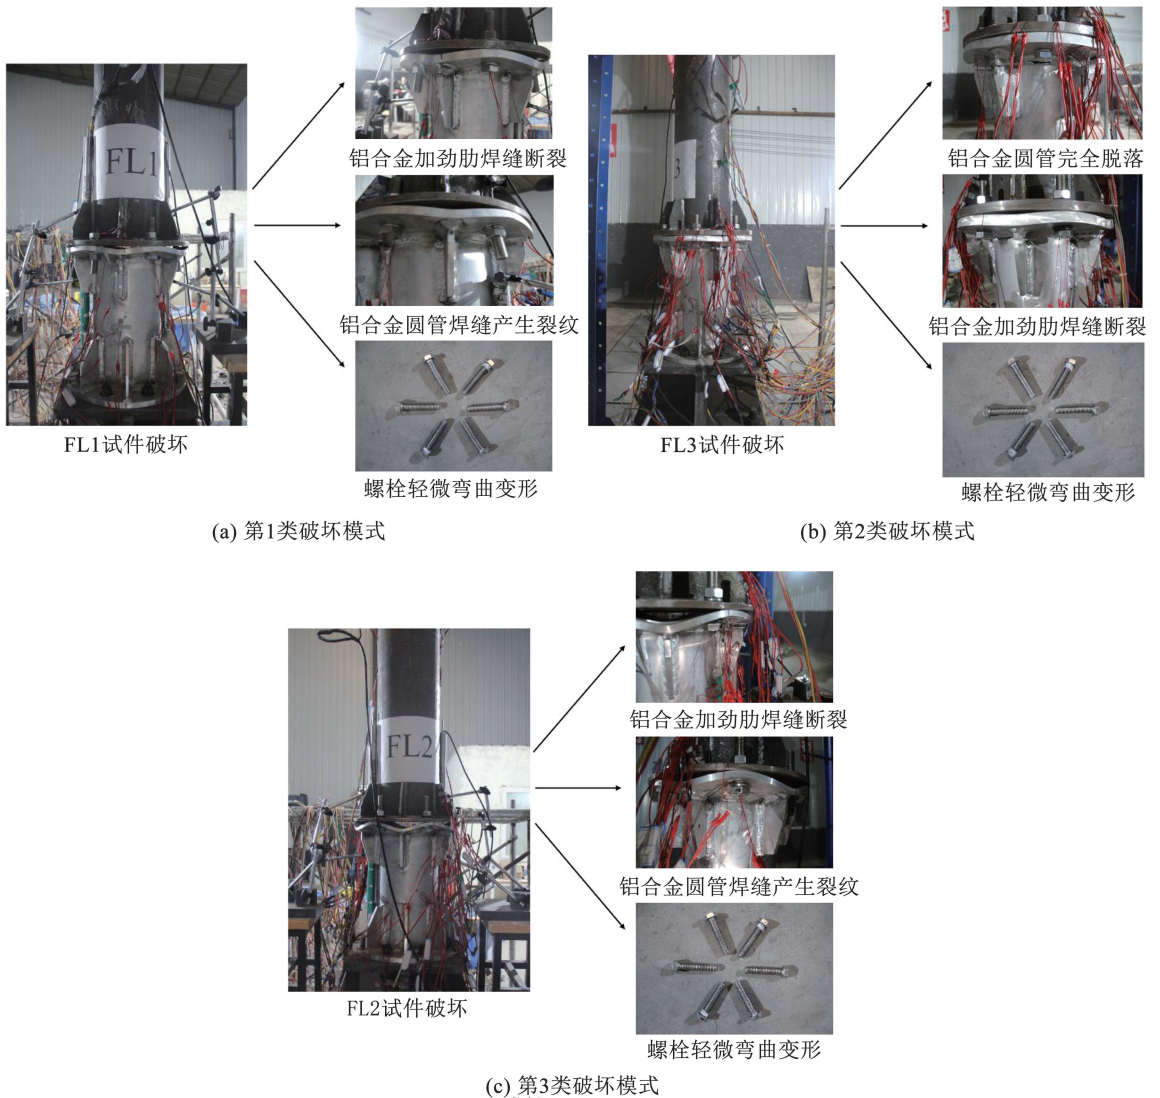 FL1
铝合金加劲肋焊缝断裂
铝合金圆管焊缝产生裂纹
螺栓轻微弯曲变形
FL1试件破坏
(a) 第1类破坏模式
3
铝合金圆管完全脱落
铝合金加劲肋焊缝断裂
螺栓轻微弯曲变形
FL3试件破坏
(b) 第2类破坏模式
FL2
铝合金加劲肋焊缝断裂
铝合金圆管焊缝产生裂纹
螺栓轻微弯曲变形
FL2试件破坏
(c) 第3类破坏模式